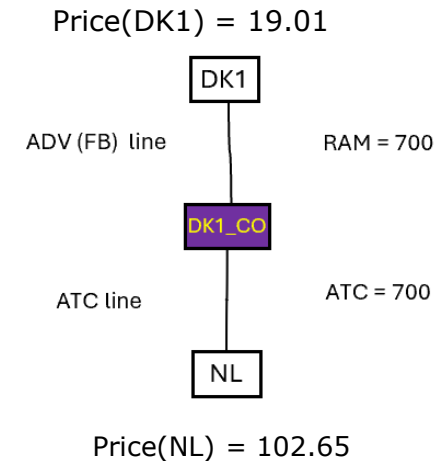 Price(DK1) = 19.01
DK1
ADV (FB) line
RAM = 700
DK1_CO
ATC line
ATC = 700
NL
Price(NL) = 102.65